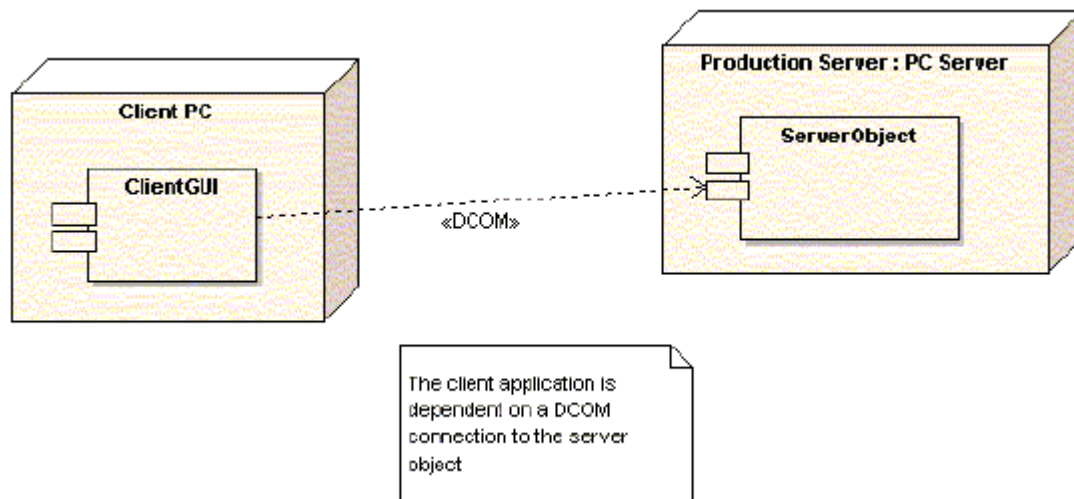 Production Server : PC Server
Client PC
ServerObject
ClientGUI
«DCOM»
The client application is
dependent on a DCOM
connection to the server
object